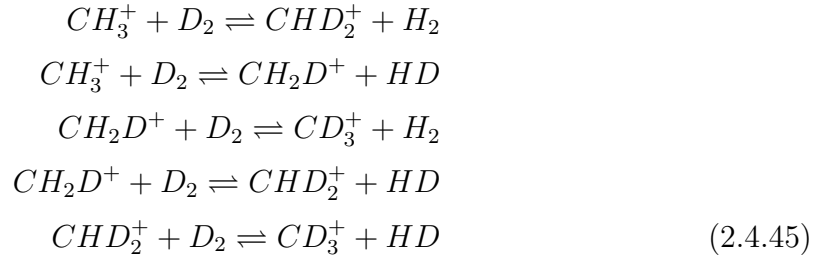 CH₃⁺ + D₂ ⇌ CHD₂⁺ + H₂
CH₃⁺ + D₂ ⇌ CH₂D⁺ + HD
CH₂D⁺ + D₂ ⇌ CD₃⁺ + H₂
CH₂D⁺ + D₂ ⇌ CHD₂⁺ + HD
CHD₂⁺ + D₂ ⇌ CD₃⁺ + HD (2.4.45)